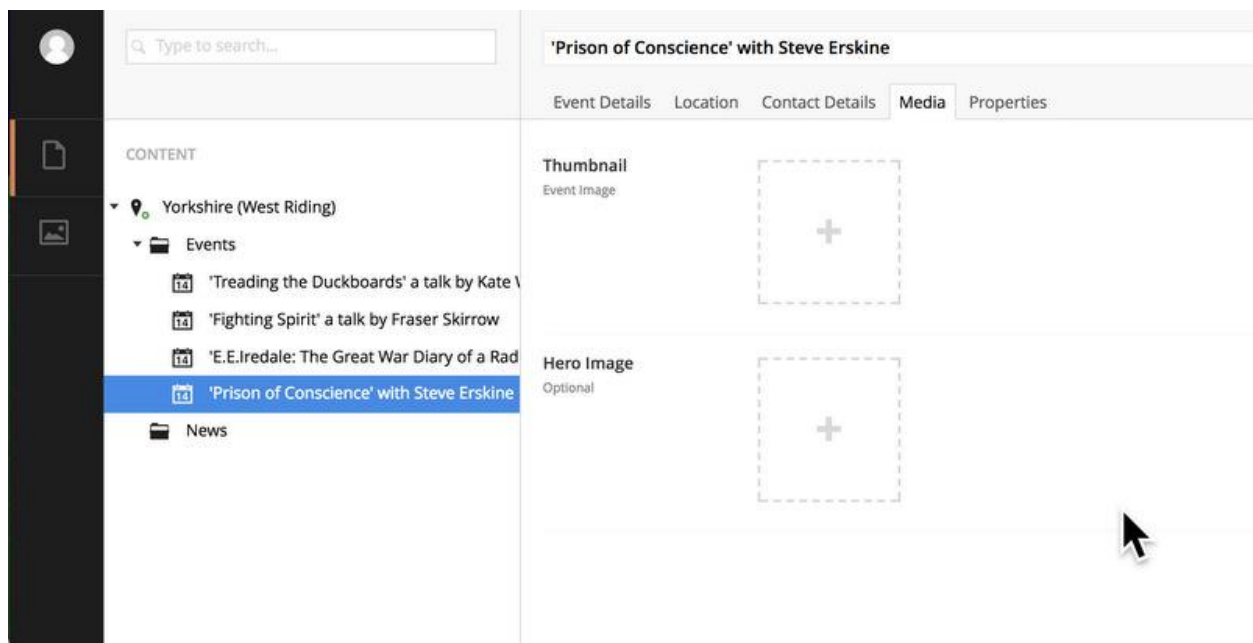 Type to search...
CONTENT
Yorkshire (West Riding)
Events
14 'Treading the Duckboards' a talk by Kate
14 'Fighting Spirit' a talk by Fraser Skirrow
14 'E.E.Iredale: The Great War Diary of a Rad
14 'Prison of Conscience' with Steve Erskine
News
'Prison of Conscience' with Steve Erskine
Event Details Location Contact Details Media Properties
Thumbnail
Event Image
Hero Image
Optional